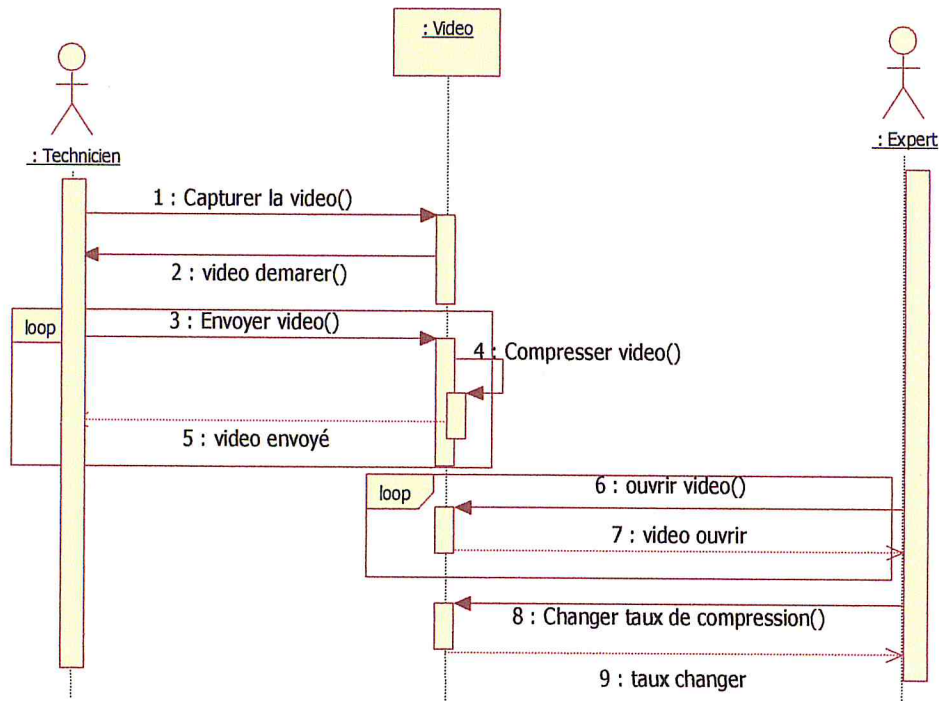 : Video
: Technicien
: Expert
1 : Capturer la video()
2 : video demarer()
loop
3 : Envoyer video()
4 : Compresser video()
5 : video envoyé
loop
6 : ouvrir video()
7 : video ouvrir
8 : Changer taux de compression()
9 : taux changer